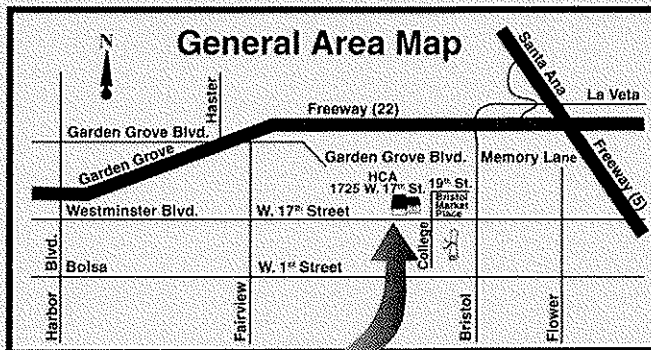 General Area Map
N
Santa Ana
Haster
La Veta
Freeway (22)
Garden Grove Blvd.
Garden Grove
Garden Grove Blvd.
Memory Lane
Freeway (5)
HCA
1725 W. 17th St.
19th St.
Bristol
Market
Place
Westminster Blvd.
W. 17th Street
College
Bolsa
W. 1st Street
Harbor Blvd.
Fairview
Bristol
Flower